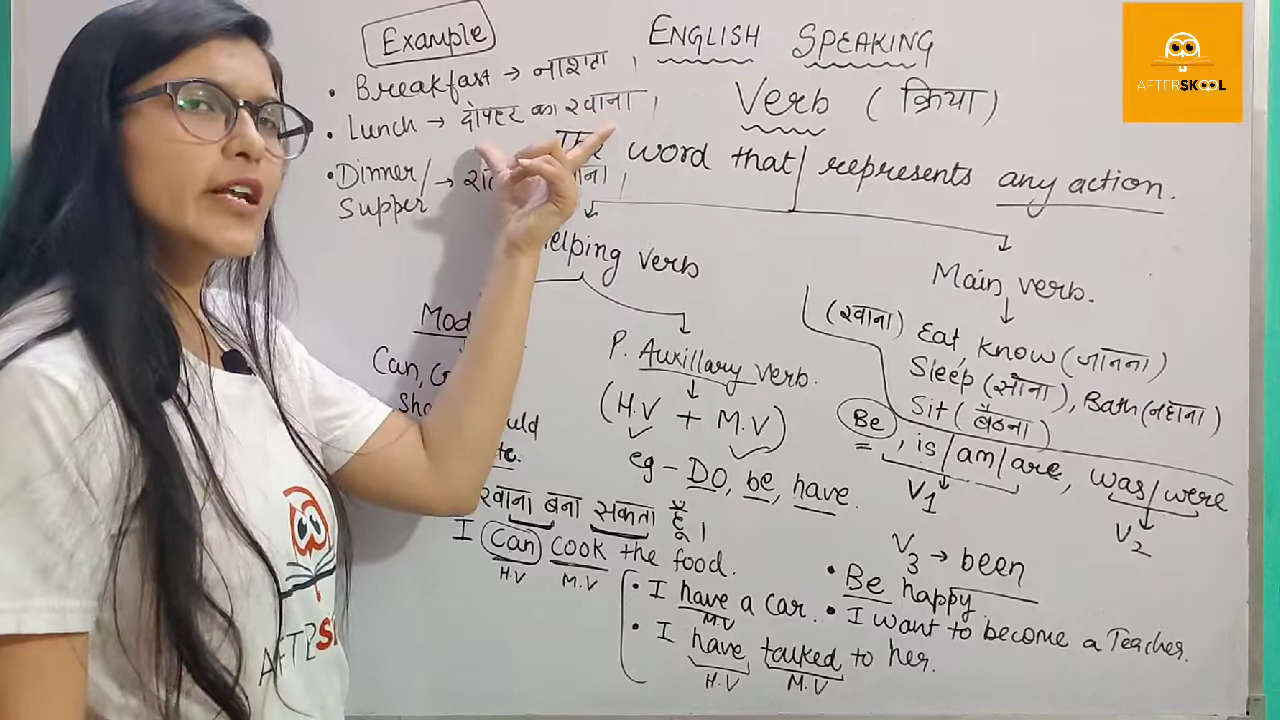 Example
ENGLISH SPEAKING
• Breakfast → नाश्ता,
• Lunch → दोपहर का खाना,
• Dinner/ →
Supper
Verb (क्रिया)
word that represents any action.
Helping verb
Main verb.
P. Auxillary verb.
(H.V + M.V)
eg - DO, be, have.
(खाना) Eat, know (जानना)
Sleep (सोना), Bath (नहाना)
Sit (बैठना)
Be, is/am/are, was/were
V1
V2
V3 → been
Can,
खाना बना सकता हूँ।
I can cook the food.
H.V M.V
• I have a car.
MV
• I have talked to her.
H.V M.V
• Be happy.
• I want to become a Teacher.
AFTERSKOOL